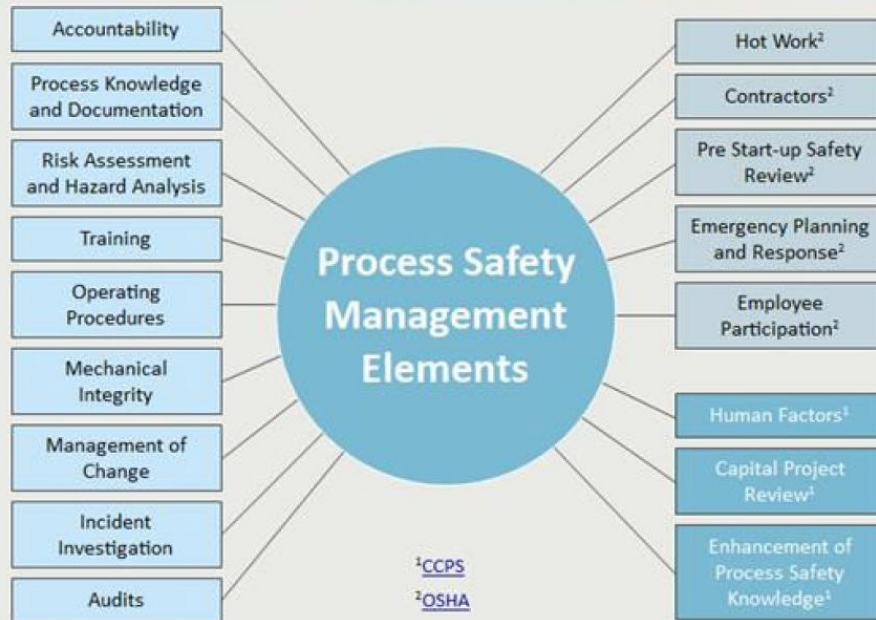 Accountability
Process Knowledge
and Documentation
Risk Assessment
and Hazard Analysis
Training
Operating
Procedures
Mechanical
Integrity
Management of
Change
Incident
Investigation
Audits
Process Safety
Management
Elements
Hot Work²
Contractors²
Pre Start-up Safety
Review²
Emergency Planning
and Response²
Employee
Participation²
Human Factors¹
Capital Project
Review¹
Enhancement of
Process Safety
Knowledge¹
¹CCPS
²OSHA